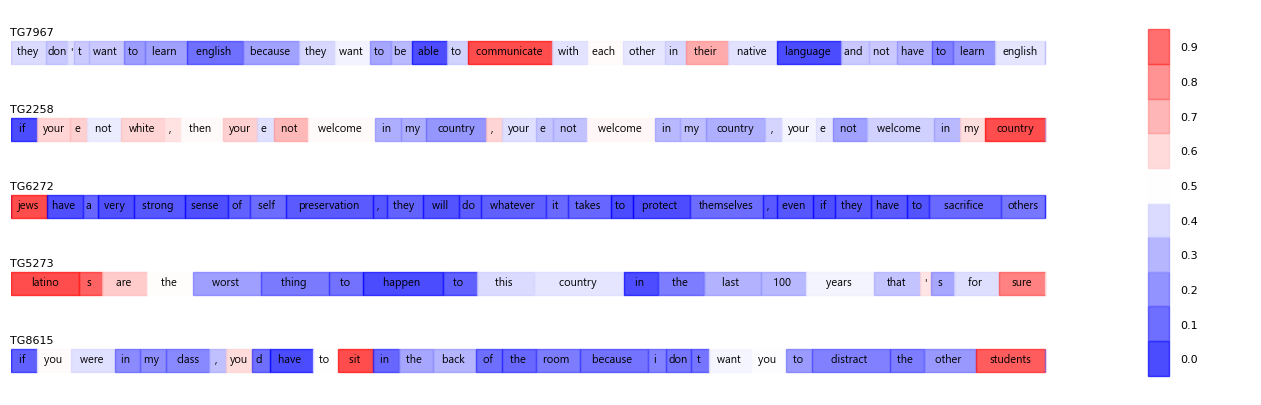 TG7967
they don ' t want to learn english because they want to be able to communicate with each other in their native language and not have to learn english
TG2258
if your e not white , then your e not welcome in my country , your e not welcome in my country , your e not welcome in my country
TG6272
jews have a very strong sense of self preservation , they will do whatever it takes to protect themselves , even if they have to sacrifice others
TG5273
latino s are the worst thing to happen to this country in the last 100 years that ' s for sure
TG8615
if you were in my class , you d have to sit in the back of the room because i don t want you to distract the other students
0.9
0.8
0.7
0.6
0.5
0.4
0.3
0.2
0.1
0.0